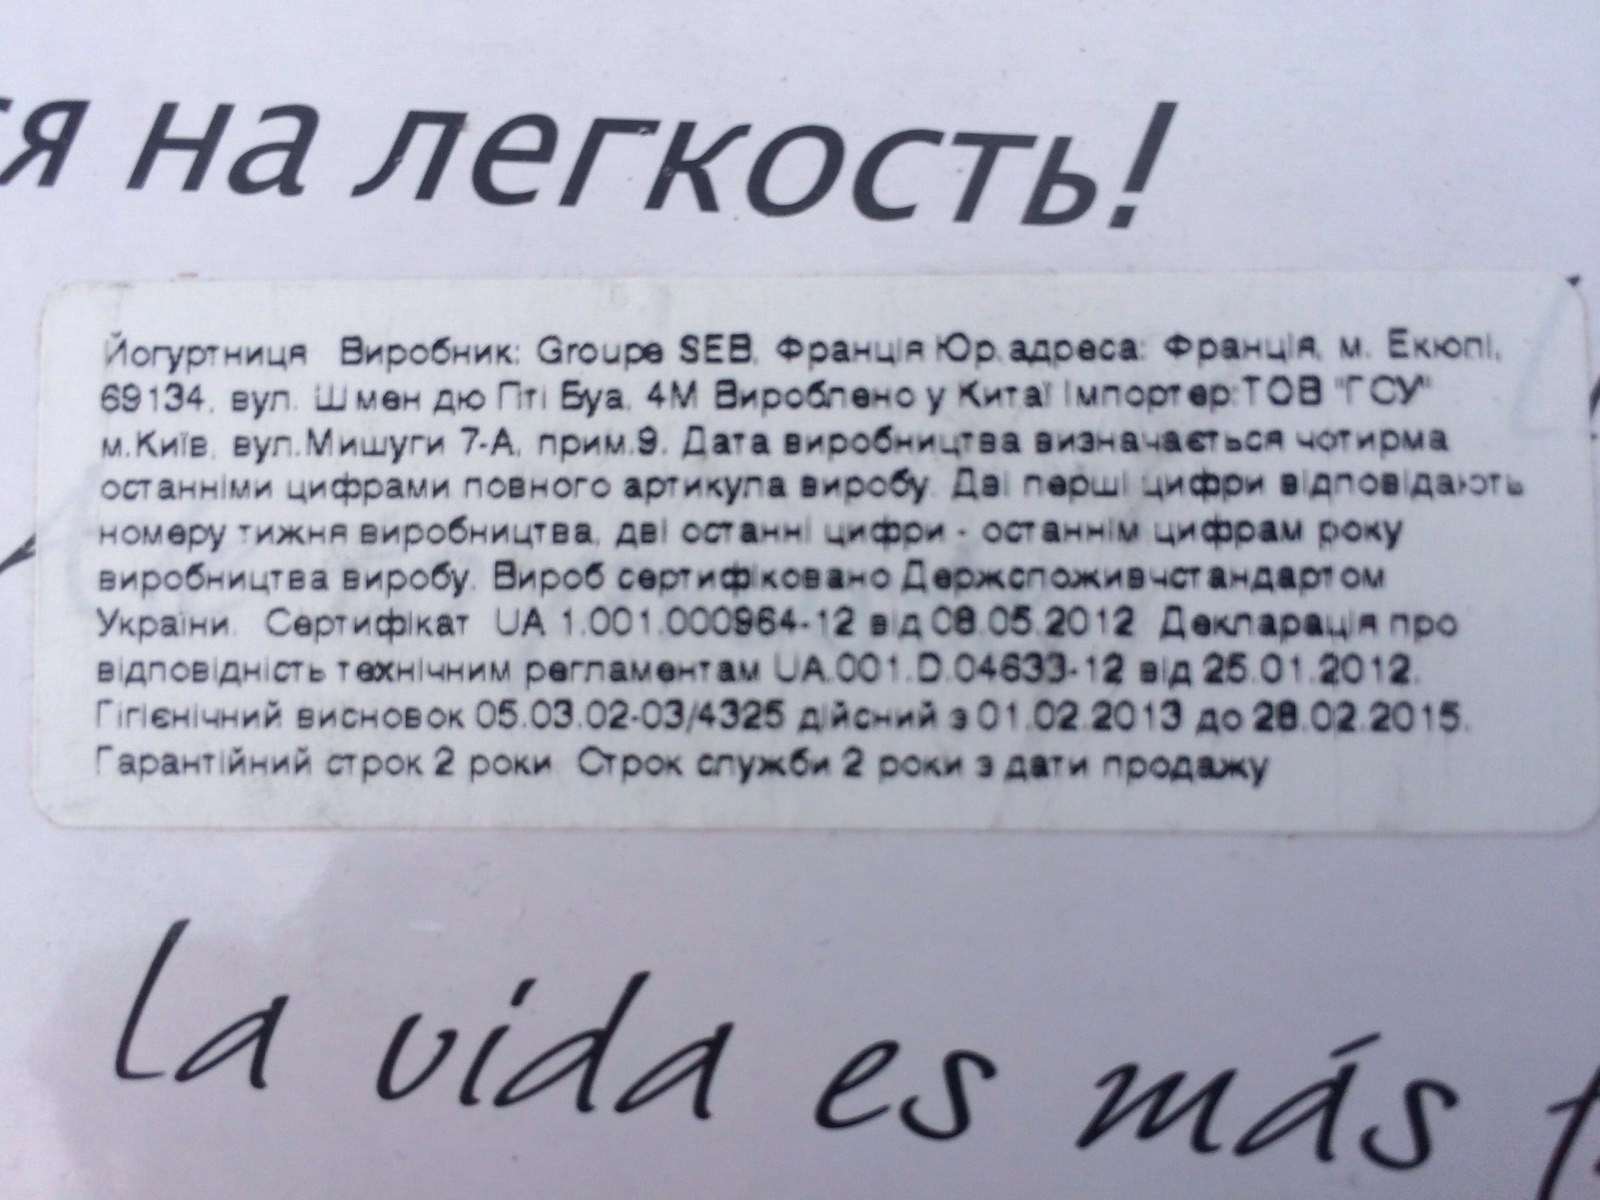 я на легкость!
Йогуртниця Виробник: Groupe SEB, Франція Юр.адреса: Франція, м. Екюлі,
69134, вул. Шмен дю Піті Буа, 4М Вироблено у Китаї Імпортер:ТОВ "ГСУ"
м.Київ, вул.Мишуги 7-А, прим.9. Дата виробництва визначається чотирма
останніми цифрами повного артикула виробу. Дві перші цифри відповідають
номеру тижня виробництва, дві останні цифри - останнім цифрам року
виробництва виробу. Вироб сертифіковано Держспоживчстандартом
України. Сертифікат UA 1.001.000964-12 від 08.05.2012 Декларація про
відповідність технічним регламентам UA.001.D.04633-12 від 25.01.2012.
Гігієнічний висновок 05.03.02-03/4325 дійсний з 01.02.2013 до 28.02.2015.
Гарантійний строк 2 роки Строк служби 2 роки з дати продажу
La vida es más